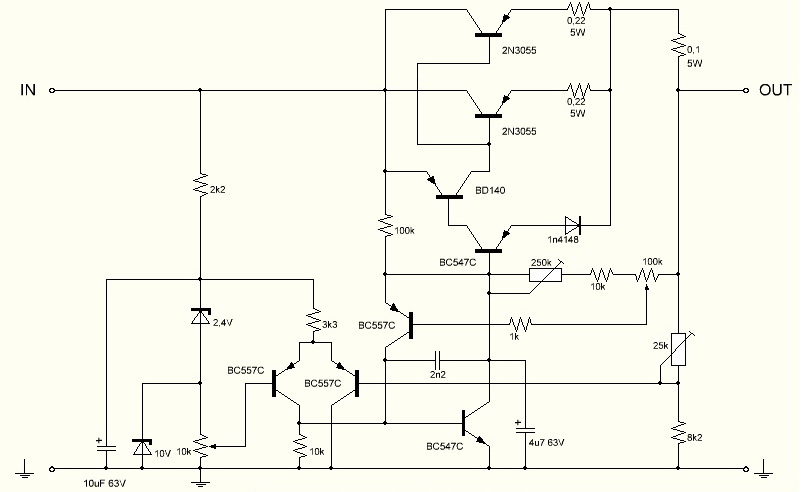 0,22
5W
2N3055
0,1
5W
IN
OUT
0,22
5W
2N3055
2k2
BD140
100k
1n4148
BC547C
250k
100k
10k
2,4V
3k3
BC557C
1k
25k
BC557C
BC557C
2n2
10V
10k
10k
BC547C
4u7 63V
8k2
10uF 63V
+
+